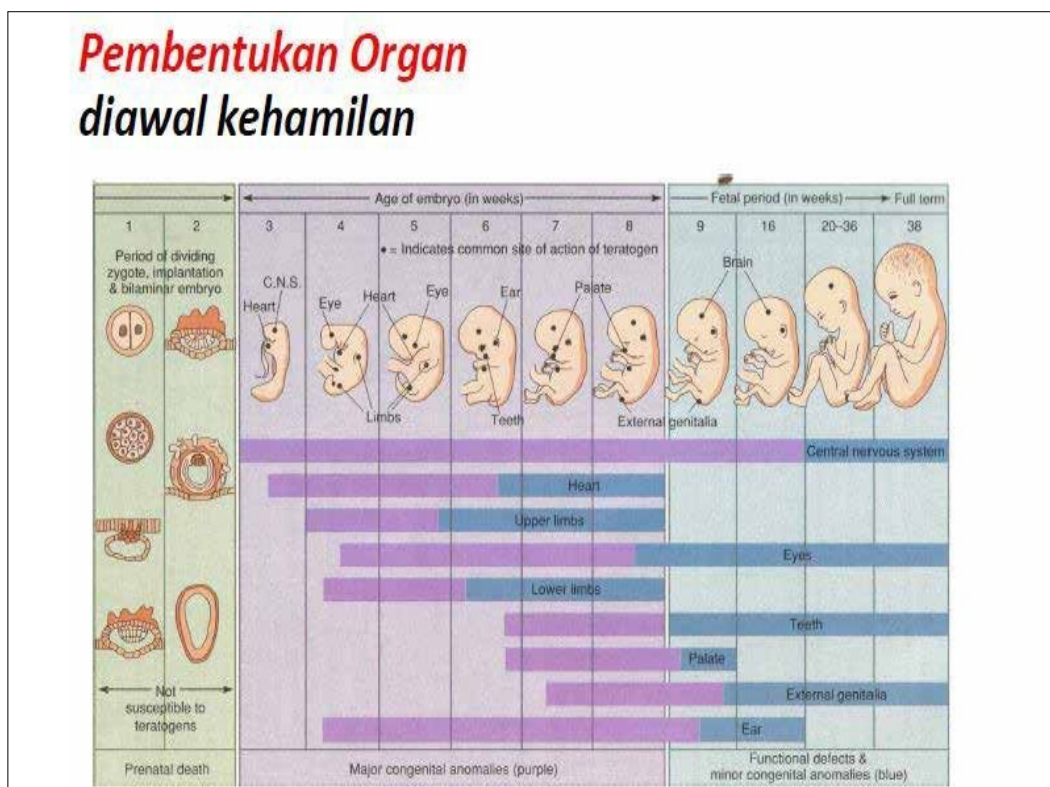 Pembentukan Organ
diawal kehamilan
Age of embryo (in weeks)
Fetal period (in weeks)
Full term
1 2 3 4 5 6 7 8 9 16 20–36 38
Period of dividing
zygote, implantation
& bilaminar embryo
• = Indicates common site of action of teratogen
C.N.S.
Heart
Eye
Heart
Eye
Ear
Palate
Brain
Limbs
Teeth
External genitalia
Central nervous system
Heart
Upper limbs
Eyes
Lower limbs
Teeth
Palate
External genitalia
Ear
Not
susceptible to
teratogens
Prenatal death
Major congenital anomalies (purple)
Functional defects &
minor congenital anomalies (blue)